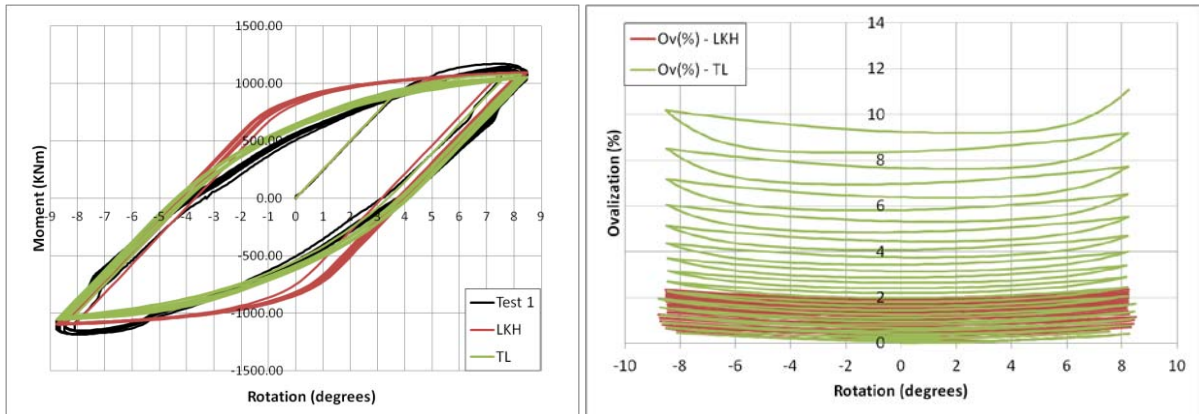 1500.00
1000.00
500.00
0.00
-9 -8 -7 -6 -5 -4 -3 -2 -1 0 1 2 3 4 5 6 7 8 9
-500.00
-1000.00
-1500.00
Moment (KNm)
Rotation (degrees)
Test 1
LKH
TL
14
12
10
8
6
4
2
0
-10 -8 -6 -4 -2 0 2 4 6 8 10
Ovalization (%)
Rotation (degrees)
Ov(%) - LKH
Ov(%) - TL